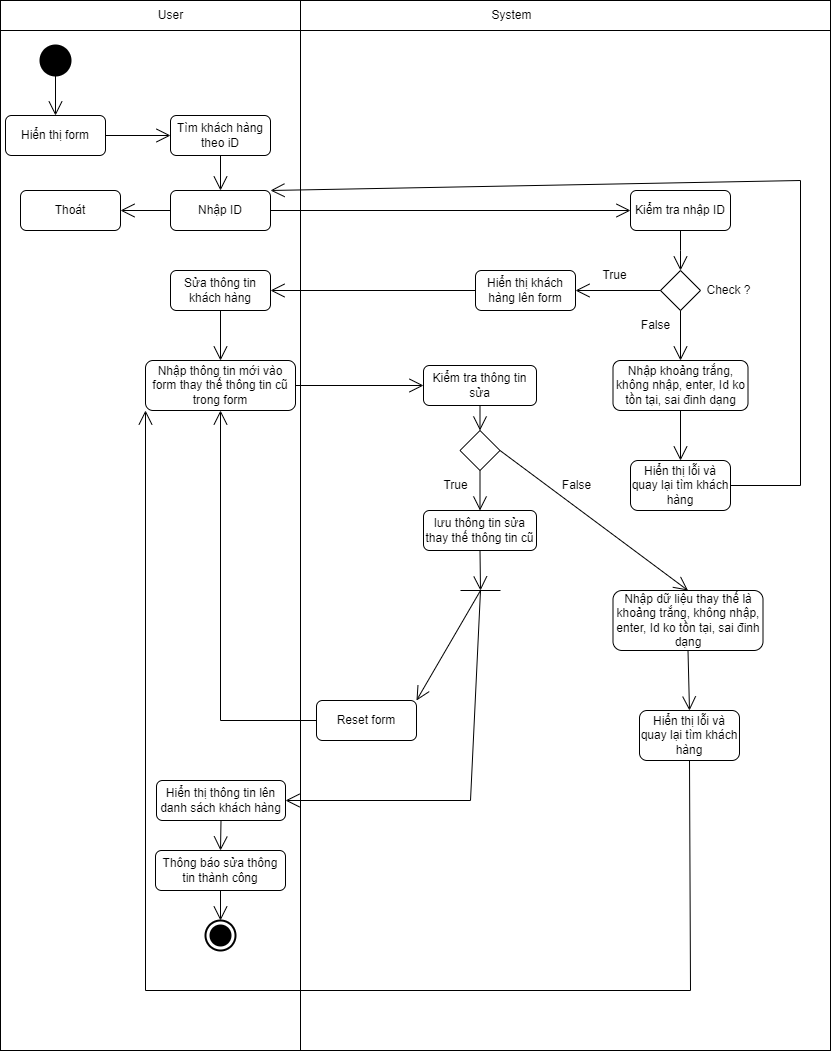 User
System
Hiển thị form
Tìm khách hàng
theo iD
Thoát
Nhập ID
Kiểm tra nhập ID
Sửa thông tin
khách hàng
Hiển thị khách
hàng lên form
True
Check ?
False
Nhập thông tin mới vào
form thay thế thông tin cũ
trong form
Kiểm tra thông tin
sửa
Nhập khoảng trắng,
không nhập, enter, Id ko
tồn tại, sai đinh dạng
Hiển thị lỗi và
quay lại tìm khách
hàng
True
False
lưu thông tin sửa
thay thế thông tin cũ
Nhập dữ liệu thay thế là
khoảng trắng, không nhập,
enter, Id ko tồn tại, sai đinh
dạng
Reset form
Hiển thị lỗi và
quay lại tìm khách
hàng
Hiển thị thông tin lên
danh sách khách hàng
Thông báo sửa thông
tin thành công